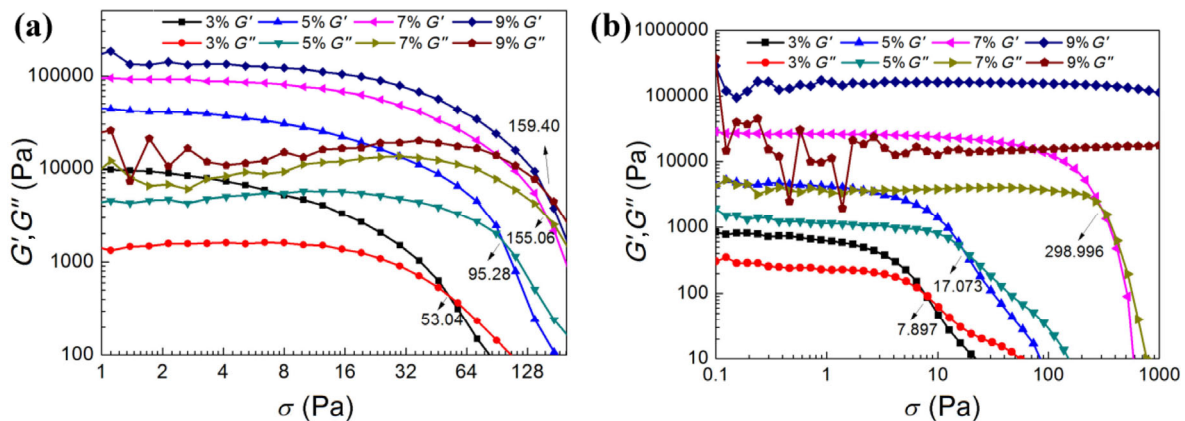 (a)
3% G' 5% G' 7% G' 9% G'
3% G'' 5% G'' 7% G'' 9% G''
100000
10000
1000
100
G', G'' (Pa)
159.40
155.06
95.28
53.04
1 2 4 8 16 32 64 128
σ (Pa)
(b)
1000000
3% G' 5% G' 7% G' 9% G'
3% G'' 5% G'' 7% G'' 9% G''
100000
10000
1000
100
10
G', G'' (Pa)
298.996
17.073
7.897
0.1 1 10 100 1000
σ (Pa)